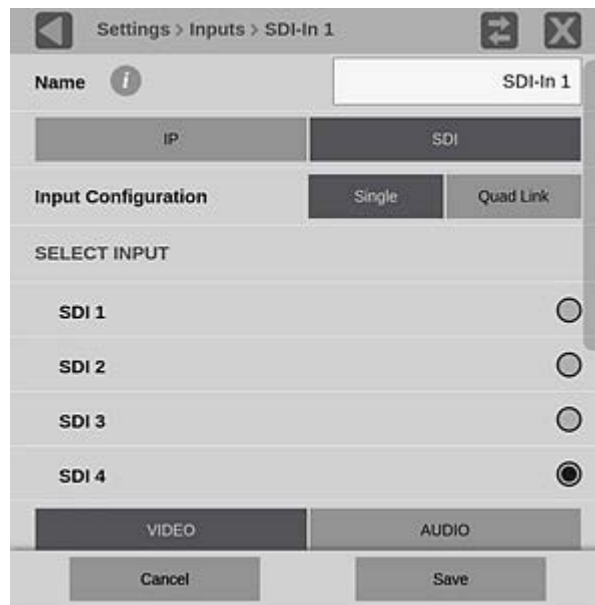 Settings > Inputs > SDI-In 1
Name i SDI-In 1
IP SDI
Input Configuration Single Quad Link
SELECT INPUT
SDI 1
SDI 2
SDI 3
SDI 4
VIDEO AUDIO
Cancel Save